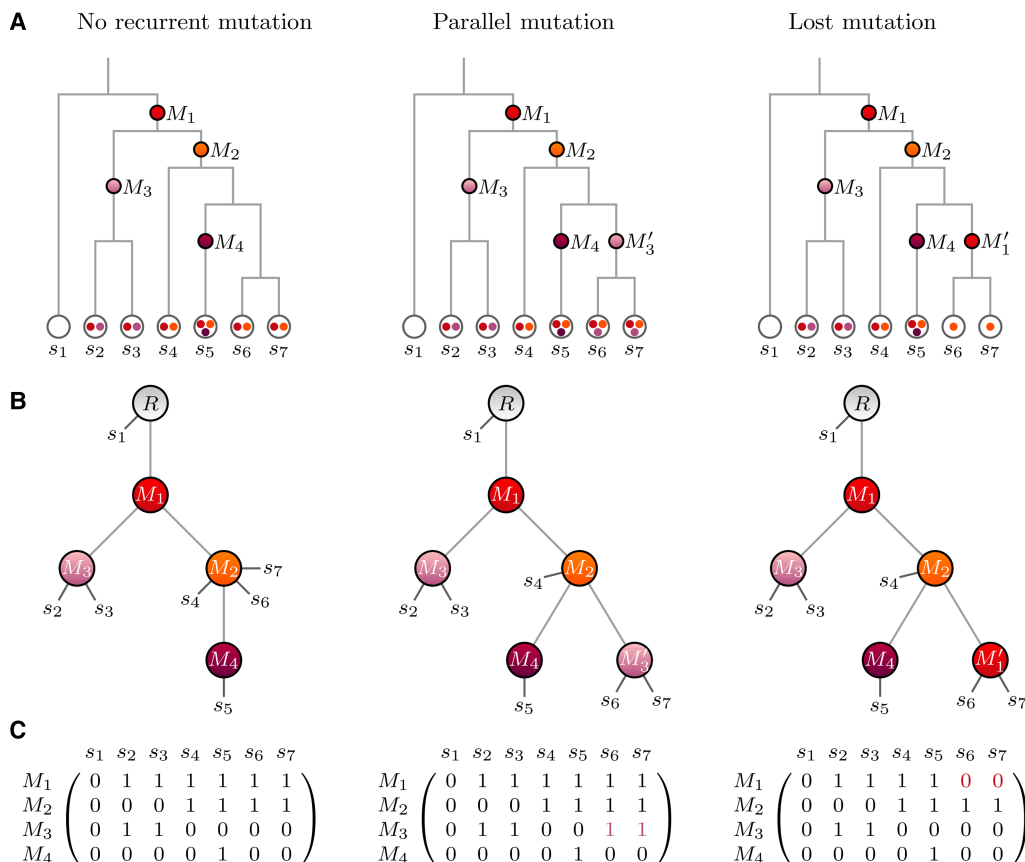 A No recurrent mutation Parallel mutation Lost mutation
M₁ M₁ M₁
M₂ M₂ M₂
M₃ M₃ M₃
M₄ M₄ M₃′ M₄ M₁′
s₁ s₂ s₃ s₄ s₅ s₆ s₇ s₁ s₂ s₃ s₄ s₅ s₆ s₇ s₁ s₂ s₃ s₄ s₅ s₆ s₇
B R R R
s₁ s₁ s₁
M₁ M₁ M₁
M₃ M₂ s₇ M₃ s₄ M₂ M₃ s₄ M₂
s₂ s₃ s₄ s₆ s₂ s₃ s₂ s₃
M₄ M₄ M₃′ M₄ M₁′
s₅ s₅ s₆ s₇ s₅ s₆ s₇
C
s₁ s₂ s₃ s₄ s₅ s₆ s₇ s₁ s₂ s₃ s₄ s₅ s₆ s₇ s₁ s₂ s₃ s₄ s₅ s₆ s₇
M₁ 0 1 1 1 1 1 1 M₁ 0 1 1 1 1 1 1 M₁ 0 1 1 1 1 0 0
M₂ 0 0 0 1 1 1 1 M₂ 0 0 0 1 1 1 1 M₂ 0 0 0 1 1 1 1
M₃ 0 1 1 0 0 0 0 M₃ 0 1 1 0 0 1 1 M₃ 0 1 1 0 0 0 0
M₄ 0 0 0 0 1 0 0 M₄ 0 0 0 0 1 0 0 M₄ 0 0 0 0 1 0 0